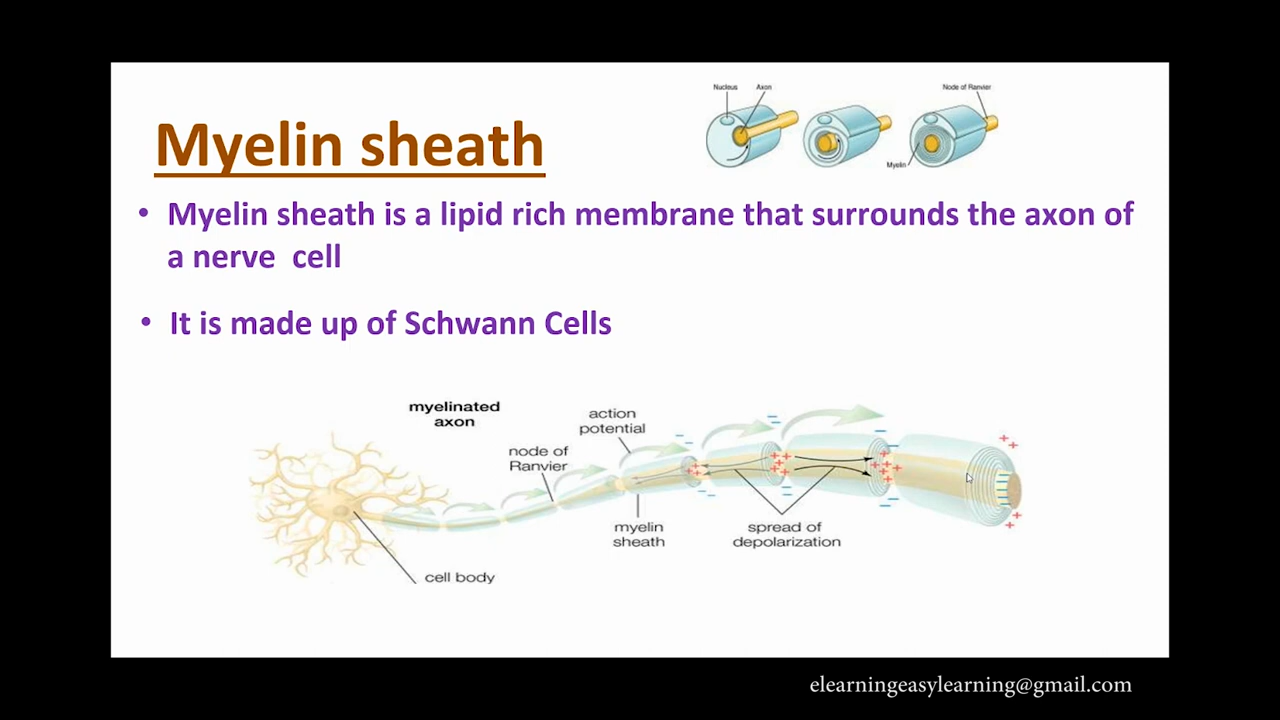 Nucleus Axon
Node of Ranvier
Myelin
Myelin sheath
• Myelin sheath is a lipid rich membrane that surrounds the axon of
a nerve cell
• It is made up of Schwann Cells
myelinated
axon
action
potential
node of
Ranvier
myelin
sheath
spread of
depolarization
cell body
elearningeasylearning@gmail.com